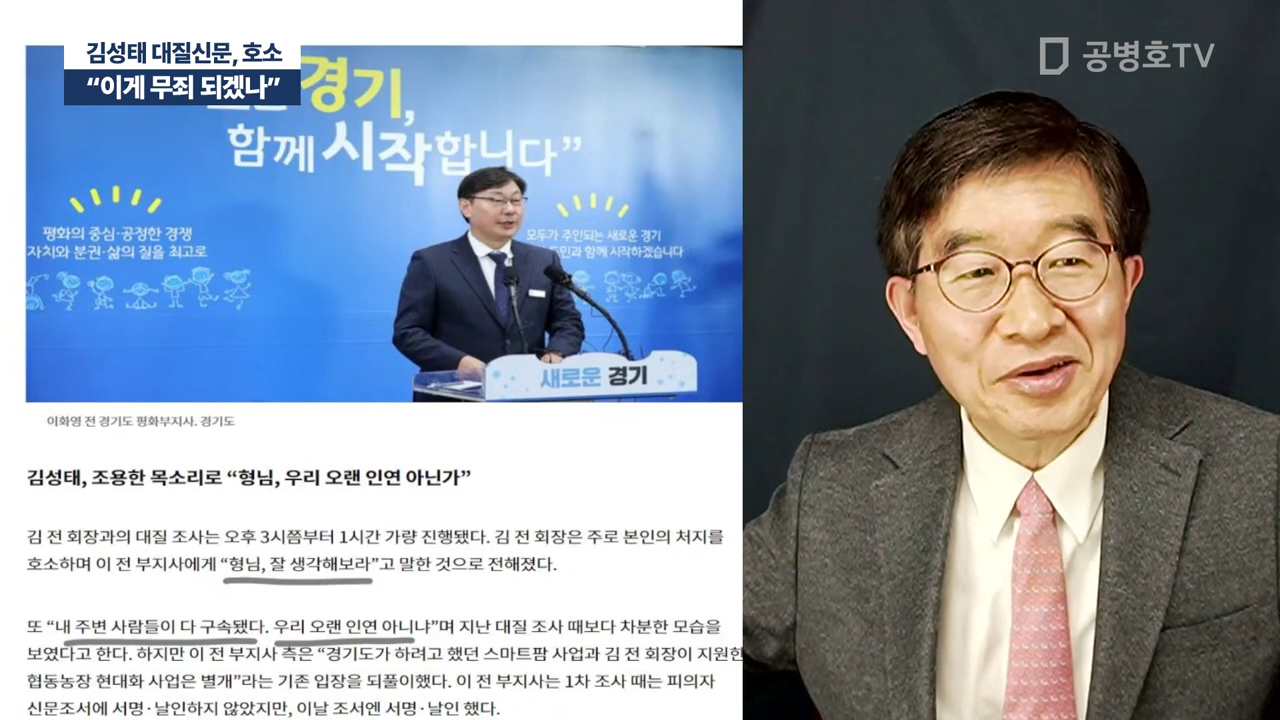 김성태 대질신문, 호소
“이게 무죄 되겠나”
공병호TV
경기,
함께 시작합니다”
평화의 중심·공정한 경쟁
자치와 분권·삶의 질을 최고로
모두가 주인되는 새로운 경기
도민과 함께 시작하겠습니다
새로운 경기
이화영 전 경기도 평화부지사. 경기도
김성태, 조용한 목소리로 “형님, 우리 오랜 인연 아닌가”
김 전 회장과의 대질 조사는 오후 3시쯤부터 1시간 가량 진행됐다. 김 전 회장은 주로 본인의 처지를
호소하며 이 전 부지사에게 “형님, 잘 생각해보라”고 말한 것으로 전해졌다.
또 “내 주변 사람들이 다 구속됐다. 우리 오랜 인연 아니냐”며 지난 대질 조사 때보다 차분한 모습을
보였다고 한다. 하지만 이 전 부지사 측은 “경기도가 하려고 했던 스마트팜 사업과 김 전 회장이 지원한
협동농장 현대화 사업은 별개”라는 기존 입장을 되풀이했다. 이 전 부지사는 1차 조사 때는 피의자
신문조서에 서명·날인하지 않았지만, 이날 조서엔 서명·날인 했다.